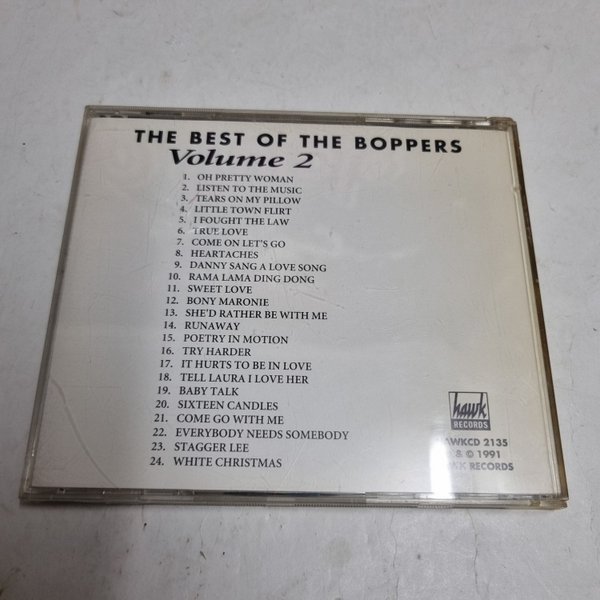 THE BEST OF THE BOPPERS
Volume 2
1. OH PRETTY WOMAN
2. LISTEN TO THE MUSIC
3. TEARS ON MY PILLOW
4. LITTLE TOWN FLIRT
5. I FOUGHT THE LAW
6. TRUE LOVE
7. COME ON LET'S GO
8. HEARTACHES
9. DANNY SANG A LOVE SONG
10. RAMA LAMA DING DONG
11. SWEET LOVE
12. BONY MARONIE
13. SHE'D RATHER BE WITH ME
14. RUNAWAY
15. POETRY IN MOTION
16. TRY HARDER
17. IT HURTS TO BE IN LOVE
18. TELL LAURA I LOVE HER
19. BABY TALK
20. SIXTEEN CANDLES
21. COME GO WITH ME
22. EVERYBODY NEEDS SOMEBODY
23. STAGGER LEE
24. WHITE CHRISTMAS
hawk
RECORDS
2135
& © 1991
RECORDS